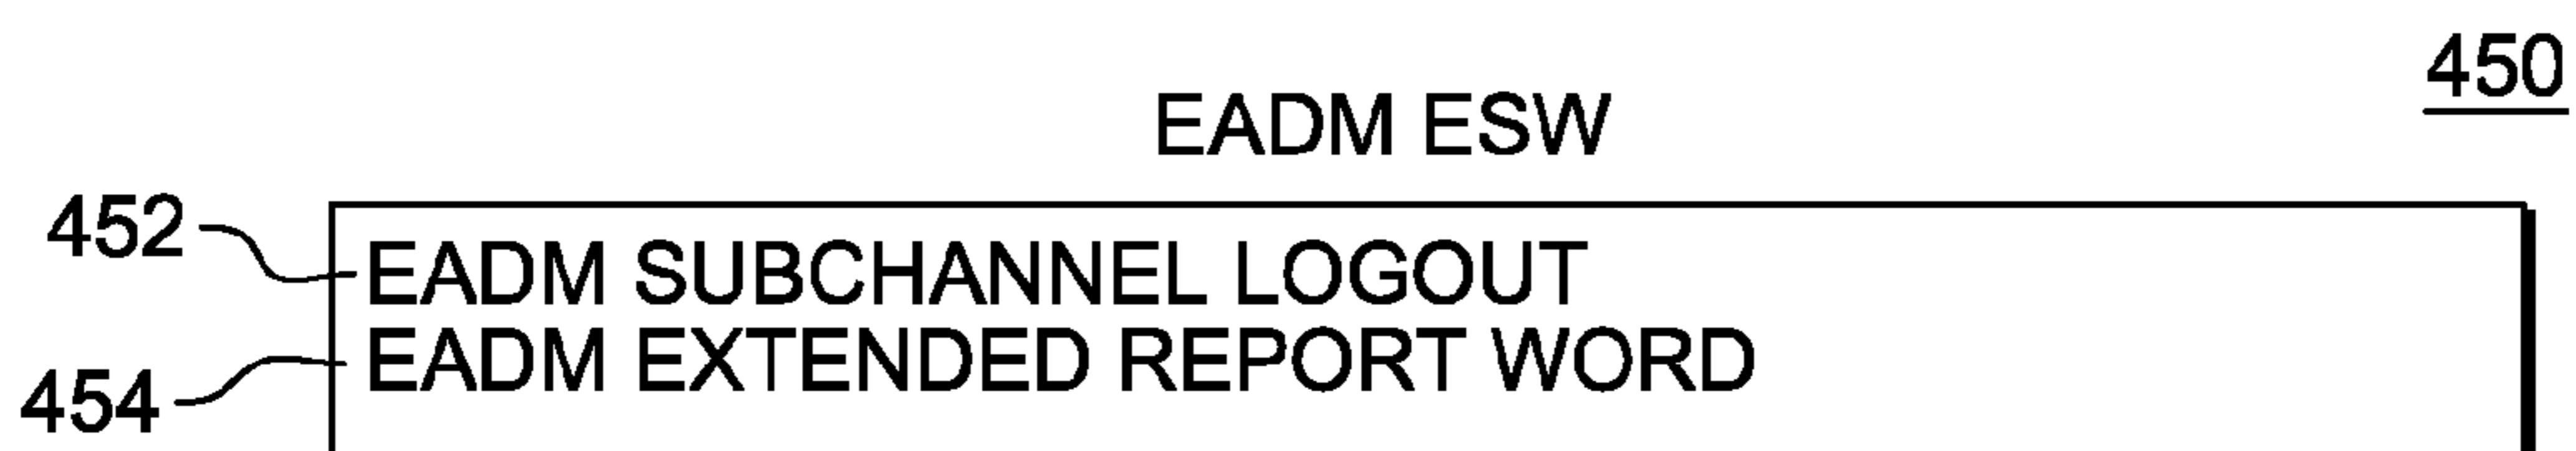 450
EADM ESW
452 EADM SUBCHANNEL LOGOUT
454 EADM EXTENDED REPORT WORD